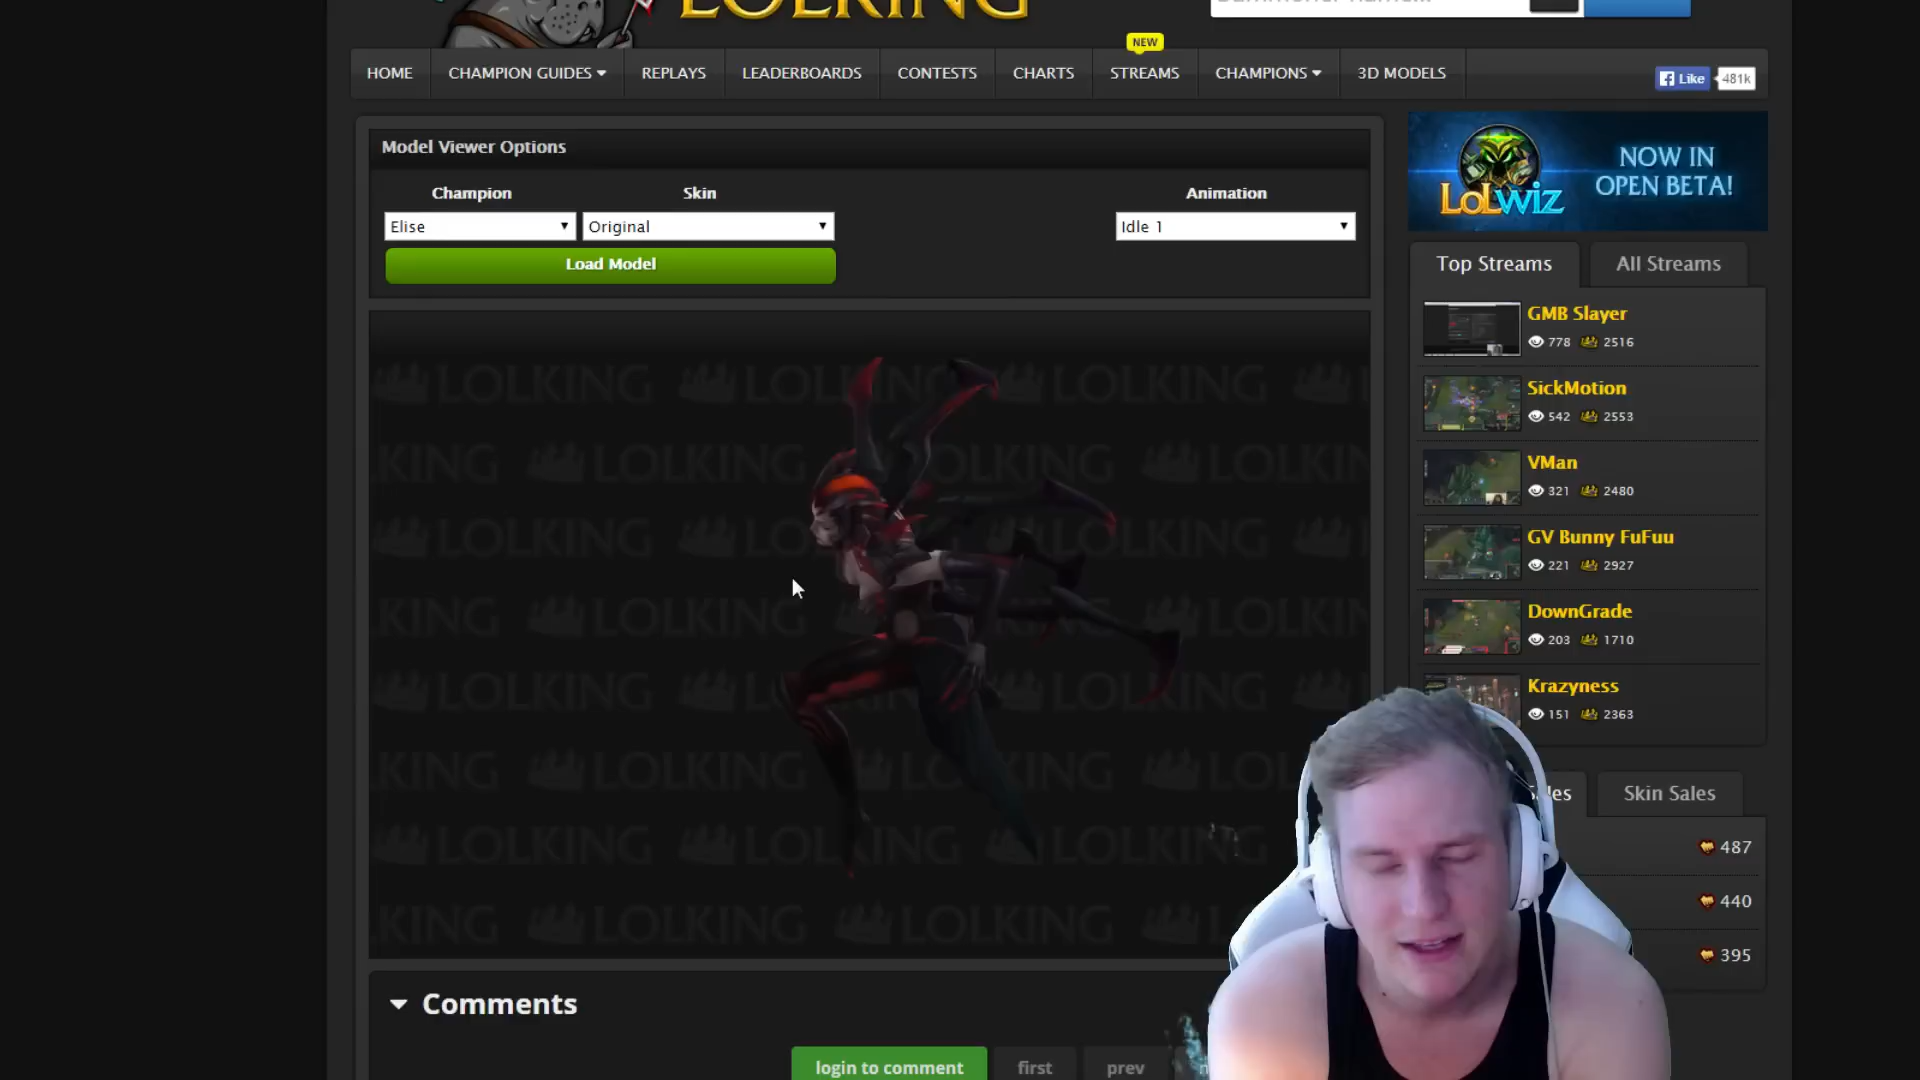 LOLKING
HOME
CHAMPION GUIDES
REPLAYS
LEADERBOARDS
CONTESTS
CHARTS
NEW
STREAMS
CHAMPIONS
3D MODELS
Like
481k
Model Viewer Options
Champion
Skin
Animation
Elise
Original
Idle 1
Load Model
LOLWIZ
NOW IN
OPEN BETA!
Top Streams
All Streams
GMB Slayer
778 2516
SickMotion
542 2553
VMan
321 2480
GV Bunny FuFuu
221 2927
DownGrade
203 1710
Krazyness
151 2363
Skin Sales
487
440
395
Comments
login to comment
first
prev